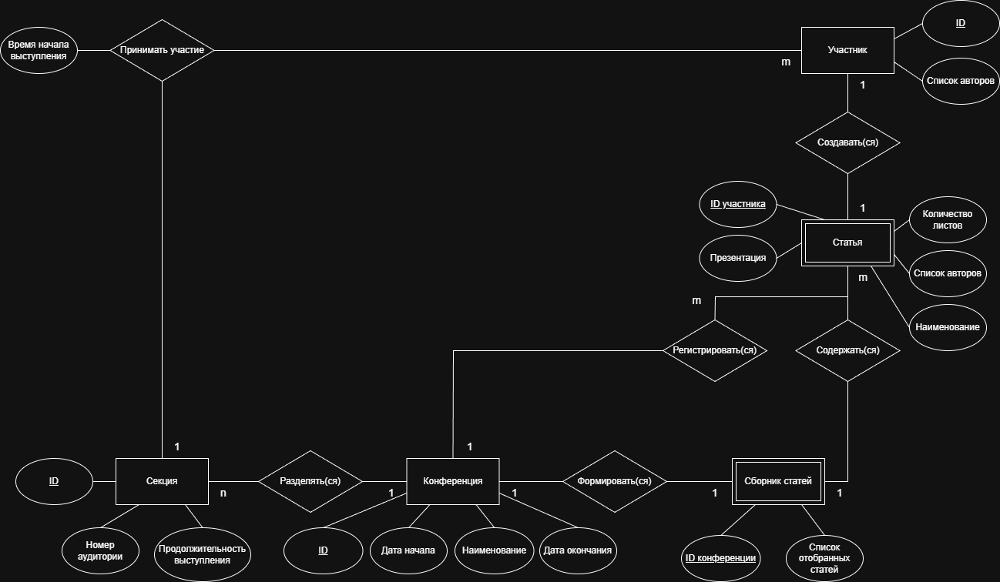 ID
Время начала
выступления
Принимать участие
Участник
m
Список авторов
1
Создавать(ся)
ID участника
1
Количество
листов
Презентация
Статья
Список авторов
m
m
Наименование
Регистрировать(ся)
Содержать(ся)
1
1
ID
Секция
Разделять(ся)
Конференция
Формировать(ся)
Сборник статей
n
1
1
1
1
Номер
аудитории
Продолжительность
выступления
ID
Дата начала
Наименование
Дата окончания
ID конференции
Список
отобранных
статей